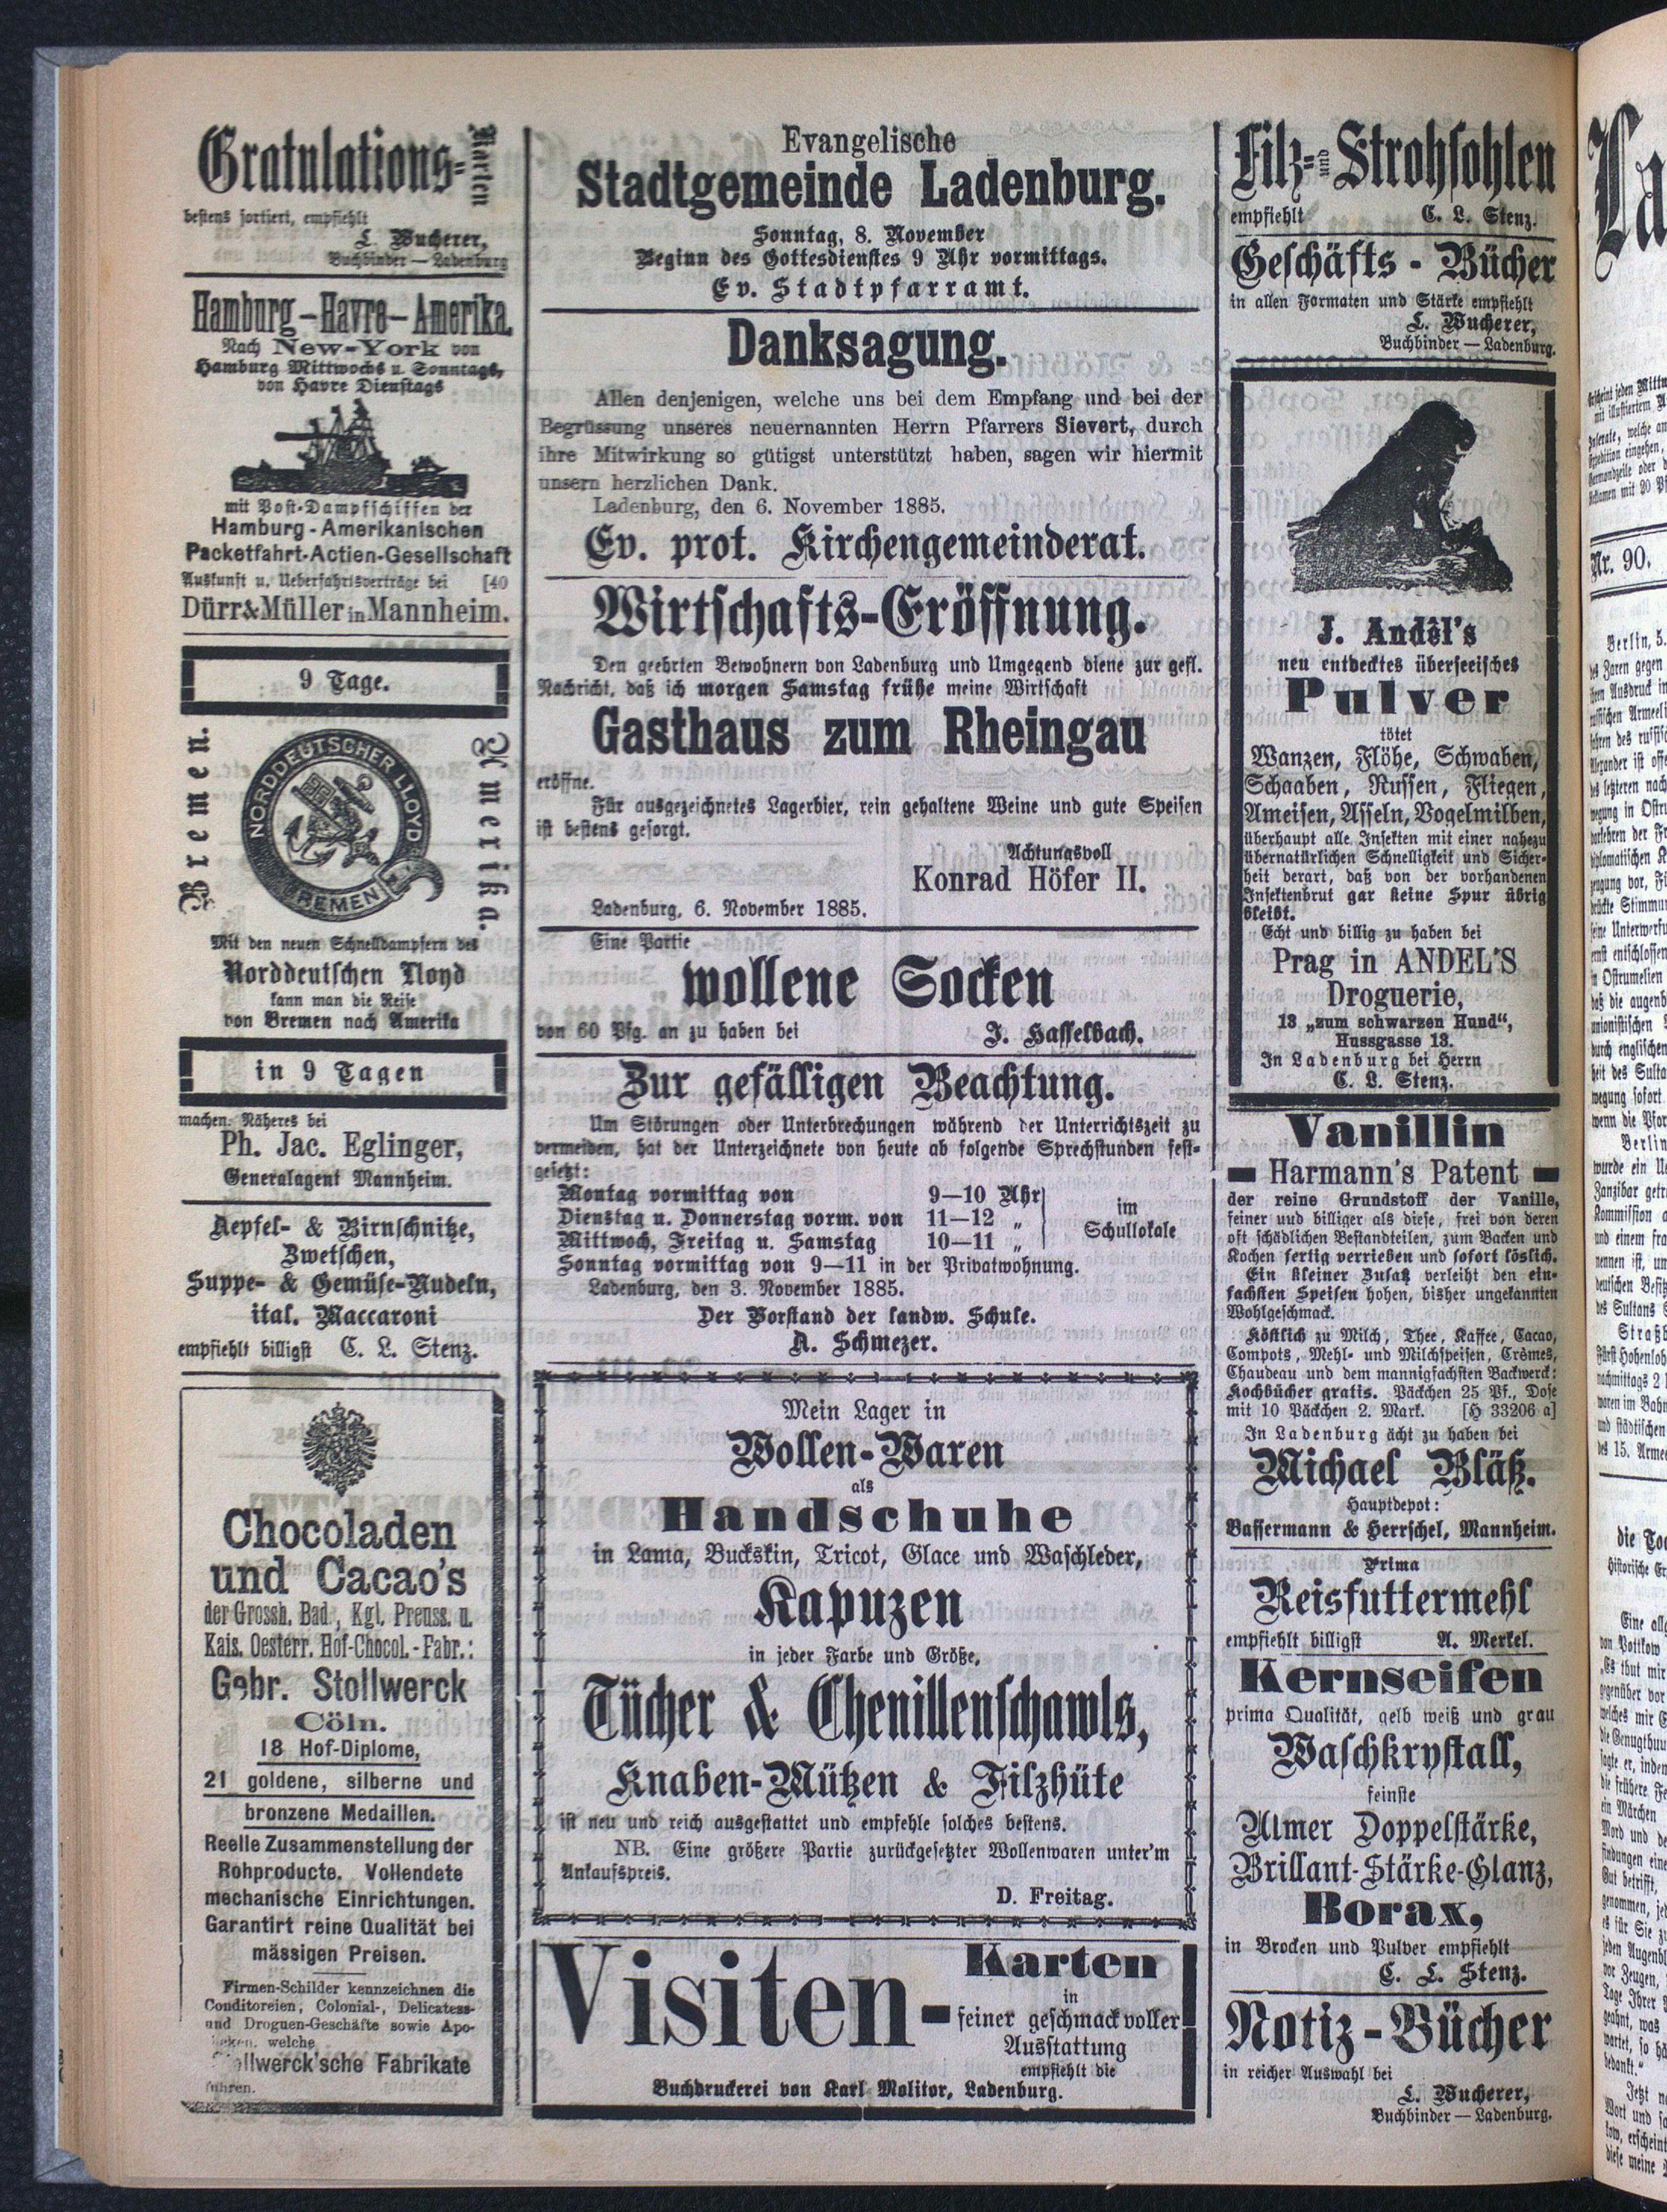 Gratulations-
Karten
bestens sortiert, empfiehlt
L. Wucherer,
Buchbinder — Ladenburg
Hamburg—Havre—Amerika.
Nach New-York von
Hamburg Mittwochs u. Sonntags,
von Havre Dienstags
mit Post-Dampfschiffen der
Hamburg-Amerikanischen
Packetfahrt-Actien-Gesellschaft
Auskunft u. Ueberfahrtsverträge bei [40
Dürr&Müller in Mannheim.
9 Tage.
Bremen.
NORDDEUTSCHER LLOYD
BREMEN
Amerika.
Mit den neuen Schnelldampfern des
Norddeutschen Lloyd
kann man die Reise
von Bremen nach Amerika
in 9 Tagen
machen. Näheres bei
Ph. Jac. Eglinger,
Generalagent Mannheim.
Aepfel- & Birnschnitze,
Zwetschen,
Suppe- & Gemüse-Nudeln,
ital. Maccaroni
empfiehlt billigst C. L. Stenz.
Chocoladen
und Cacao's
der Grossh. Bad., Kgl. Preuss. u.
Kais. Oesterr. Hof-Chocol.-Fabr.:
Gebr. Stollwerck
Cöln.
18 Hof-Diplome,
21 goldene, silberne und
bronzene Medaillen.
Reelle Zusammenstellung der
Rohproducte. Vollendete
mechanische Einrichtungen.
Garantirt reine Qualität bei
mässigen Preisen.
Firmen-Schilder kennzeichnen die
Conditoreien, Colonial-, Delicatess-
und Droguen-Geschäfte sowie Apo-
theken, welche
Stollwerck'sche Fabrikate
führen.
Evangelische
Stadtgemeinde Ladenburg.
Sonntag, 8. November
Beginn des Gottesdienstes 9 Uhr vormittags.
Ev. Stadtpfarramt.
Danksagung.
Allen denjenigen, welche uns bei dem Empfang und bei der
Begrüssung unseres neuernannten Herrn Pfarrers Sievert, durch
ihre Mitwirkung so gütigst unterstützt haben, sagen wir hiermit
unsern herzlichen Dank.
Ladenburg, den 6. November 1885.
Ev. prot. Kirchengemeinderat.
Wirtschafts-Eröffnung.
Den geehrten Bewohnern von Ladenburg und Umgegend diene zur gefl.
Nachricht, daß ich morgen Samstag frühe meine Wirtschaft
Gasthaus zum Rheingau
eröffne.
Für ausgezeichnetes Lagerbier, rein gehaltene Weine und gute Speisen
ist bestens gesorgt.
Achtungsvoll
Konrad Höfer II.
Ladenburg, 6. November 1885.
Eine Partie
wollene Socken
von 60 Pfg. an zu haben bei J. Hasselbach.
Zur gefälligen Beachtung.
Um Störungen oder Unterbrechungen während der Unterrichtszeit zu
vermeiden, hat der Unterzeichnete von heute ab folgende Sprechstunden fest-
gesetzt:
Montag vormittag von 9—10 Uhr
Dienstag u. Donnerstag vorm. von 11—12 „
Mittwoch, Freitag u. Samstag 10—11 „
im
Schullokale
Sonntag vormittag von 9—11 in der Privatwohnung.
Ladenburg, den 3. November 1885.
Der Vorstand der landw. Schule.
A. Schmezer.
Mein Lager in
Wollen-Waren
als
Handschuhe
in Lama, Buckskin, Tricot, Glace und Waschleder,
Kapuzen
in jeder Farbe und Größe,
Tücher & Chenillenschawls,
Knaben-Mützen & Filzhüte
ist neu und reich ausgestattet und empfehle solches bestens.
NB. Eine größere Partie zurückgesetzter Wollenwaren unter'm
Ankaufspreis.
D. Freitag.
Visiten-
Karten
in
feiner geschmackvoller
Ausstattung
empfiehlt die
Buchdruckerei von Karl Molitor, Ladenburg.
Filz- und Strohsohlen
empfiehlt C. L. Stenz.
Geschäfts-Bücher
in allen Formaten und Stärke empfiehlt
L. Wucherer,
Buchbinder — Ladenburg.
J. Andêl's
neu entdecktes überseeisches
Pulver
tötet
Wanzen, Flöhe, Schwaben,
Schaaben, Russen, Fliegen,
Ameisen, Asseln, Vogelmilben,
überhaupt alle Insekten mit einer nahezu
übernatürlichen Schnelligkeit und Sicher-
heit derart, daß von der vorhandenen
Insektenbrut gar keine Spur übrig
bleibt.
Echt und billig zu haben bei
Prag in ANDEL'S
Droguerie,
13 „zum schwarzen Hund“,
Hussgasse 13.
In Ladenburg bei Herrn
C. L. Stenz.
Vanillin
Harmann's Patent
der reine Grundstoff der Vanille,
feiner und billiger als diese, frei von deren
oft schädlichen Bestandteilen, zum Backen und
Kochen fertig verrieben und sofort löslich.
Ein kleiner Zusatz verleiht den ein-
fachsten Speisen hohen, bisher ungekannten
Wohlgeschmack.
Köstlich zu Milch, Thee, Kaffee, Cacao,
Compots, Mehl- und Milchspeisen, Crèmes,
Chaudeau und dem mannigfachsten Backwerck:
Kochbücher gratis. Päckchen 25 Pf., Dose
mit 10 Päckchen 2. Mark. [H 33206 a]
In Ladenburg ächt zu haben bei
Michael Bläß.
Hauptdepot:
Bassermann & Herrschel, Mannheim.
Prima
Reisfuttermehl
empfiehlt billigst A. Merkel.
Kernseifen
prima Qualität, gelb weiß und grau
Waschkrystall,
feinste
Ulmer Doppelstärke,
Brillant-Stärke-Glanz,
Borax,
in Brocken und Pulver empfiehlt
C. L. Stenz.
Notiz-Bücher
in reicher Auswahl bei
L. Wucherer,
Buchbinder — Ladenburg.
La
Nr. 90.
Berlin, 5.